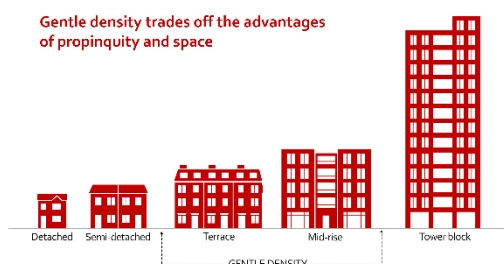 Gentle density trades off the advantages
of propinquity and space
Detached Semi-detached Terrace Mid-rise Tower block
GENTLE DENSITY